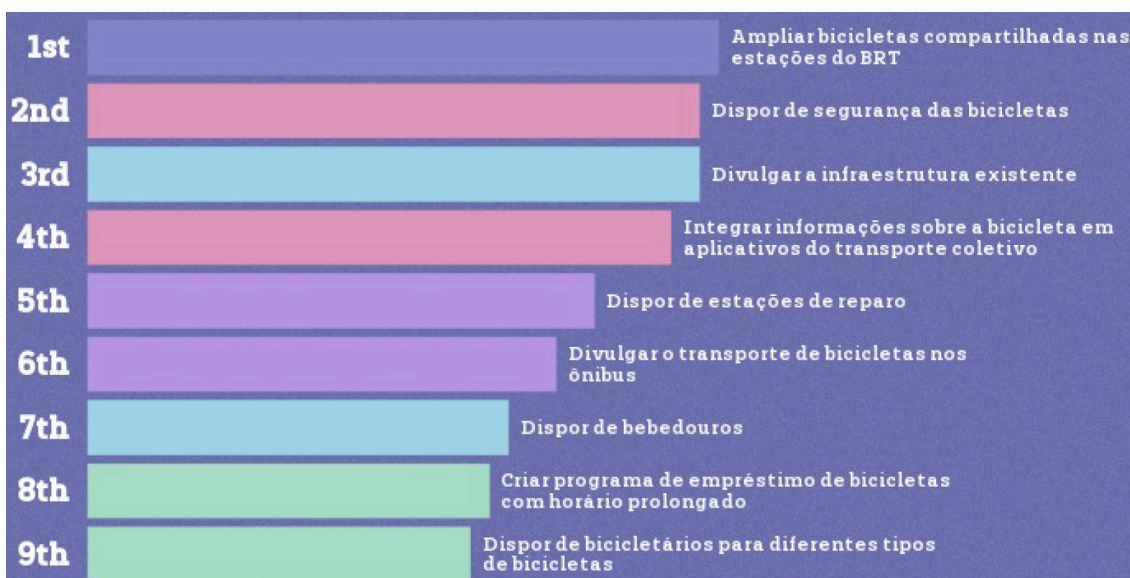 1st
Ampliar bicicletas compartilhadas nas
estações do BRT
2nd
Dispor de segurança das bicicletas
3rd
Divulgar a infraestrutura existente
4th
Integrar informações sobre a bicicleta em
aplicativos do transporte coletivo
5th
Dispor de estações de reparo
6th
Divulgar o transporte de bicicletas nos
ônibus
7th
Dispor de bebedouros
8th
Criar programa de empréstimo de bicicletas
com horário prolongado
9th
Dispor de bicicletários para diferentes tipos
de bicicletas